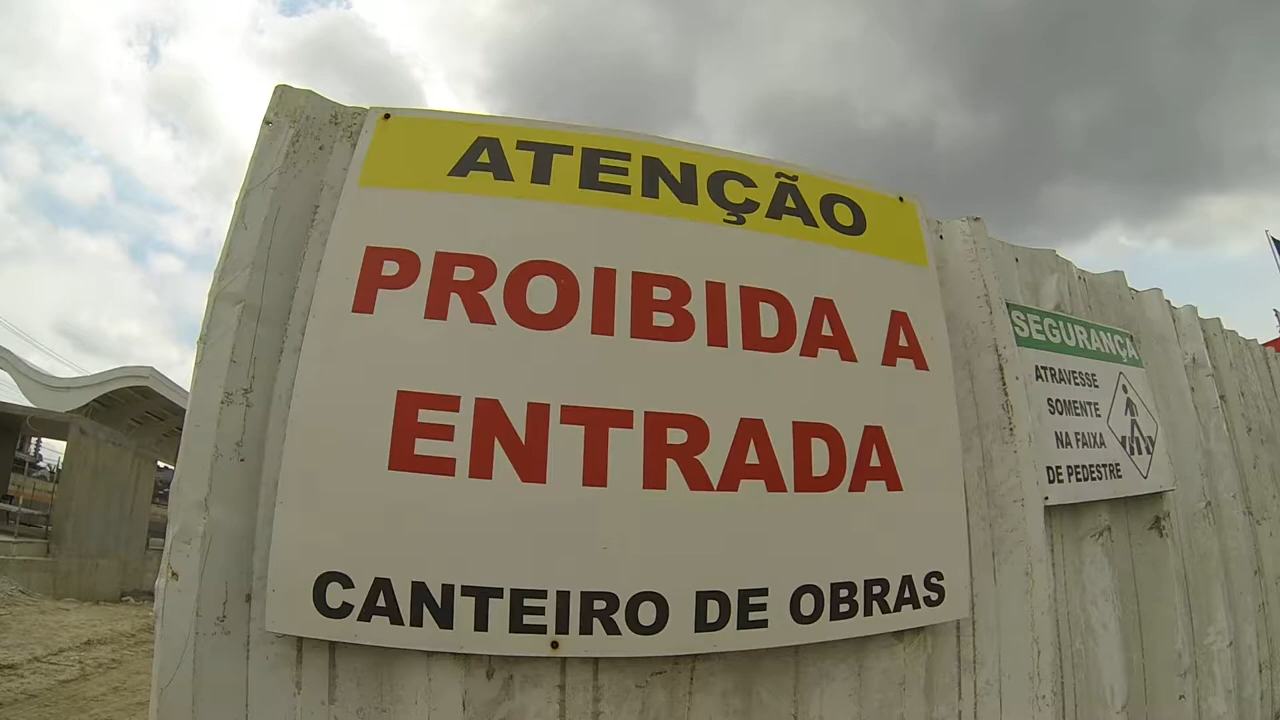 ATENÇÃO
PROIBIDA A
ENTRADA
CANTEIRO DE OBRAS
SEGURANÇA
ATRAVESSE
SOMENTE
NA FAIXA
DE PEDESTRE